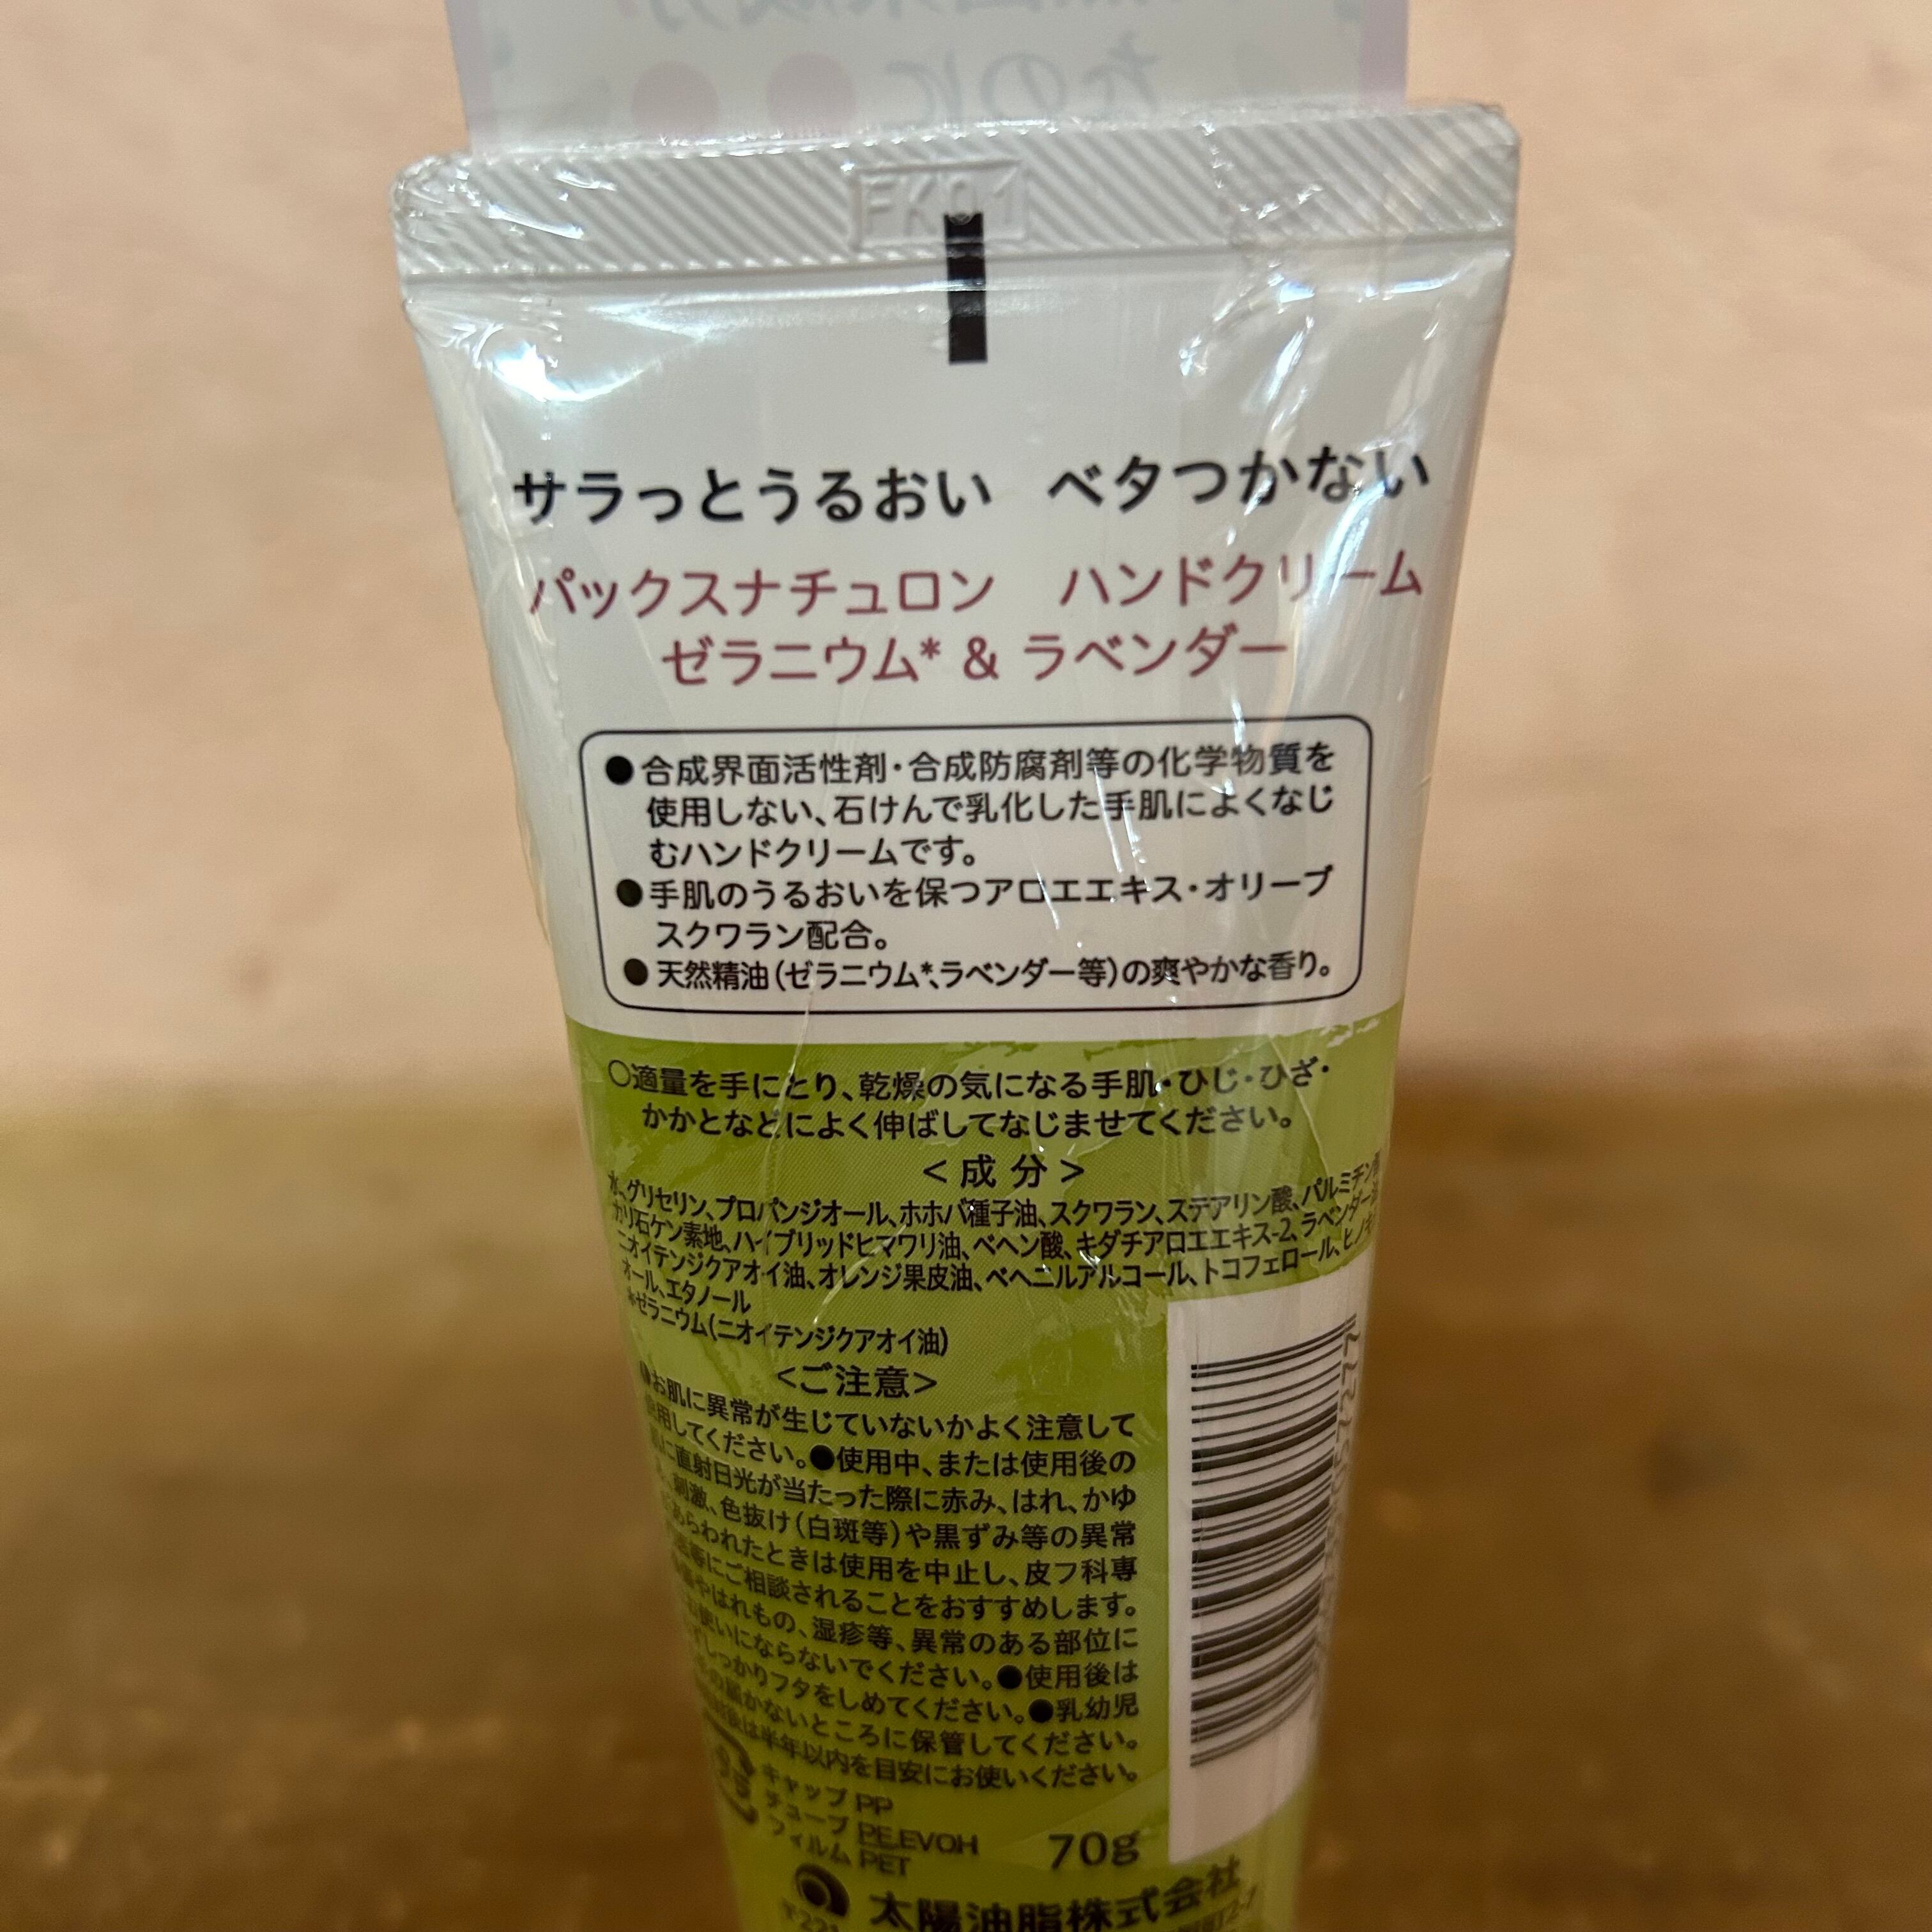 なのに
FK01
サラっとうるおい ベタつかない
パックスナチュロン ハンドクリーム
ゼラニウム* & ラベンダー
●合成界面活性剤・合成防腐剤等の化学物質を
使用しない、石けんで乳化した手肌によくなじ
むハンドクリームです。
●手肌のうるおいを保つアロエエキス・オリーブ
スクワラン配合。
●天然精油(ゼラニウム*、ラベンダー等)の爽やかな香り。
○適量を手にとり、乾燥の気になる手肌・ひじ・ひざ・
かかとなどによく伸ばしてなじませてください。
<成分>
水、グリセリン、プロパンジオール、ホホバ種子油、スクワラン、ステアリン酸、パルミチン酸
カリ石ケン素地、ハイブリッドヒマワリ油、ベヘン酸、キダチアロエエキス-2、ラベンダー油
ニオイテンジクアオイ油、オレンジ果皮油、ベヘニルアルコール、トコフェロール、ヒノキ
オール、エタノール
*ゼラニウム(ニオイテンジクアオイ油)
<ご注意>
●お肌に異常が生じていないかよく注意して
使用してください。●使用中、または使用後の
に直射日光が当たった際に赤み、はれ、かゆ
刺激、色抜け(白斑等)や黒ずみ等の異常
あらわれたときは使用を中止し、皮フ科専
等にご相談されることをおすすめします。
やはれもの、湿疹等、異常のある部位に
使いにならないでください。●使用後は
しっかりフタをしめてください。●乳幼児
の届かないところに保管してください。
後は半年以内を目安にお使いください。
キャップ PP
チューブ PE,EVOH
フィルム PET
70g
太陽油脂株式会社
〒221